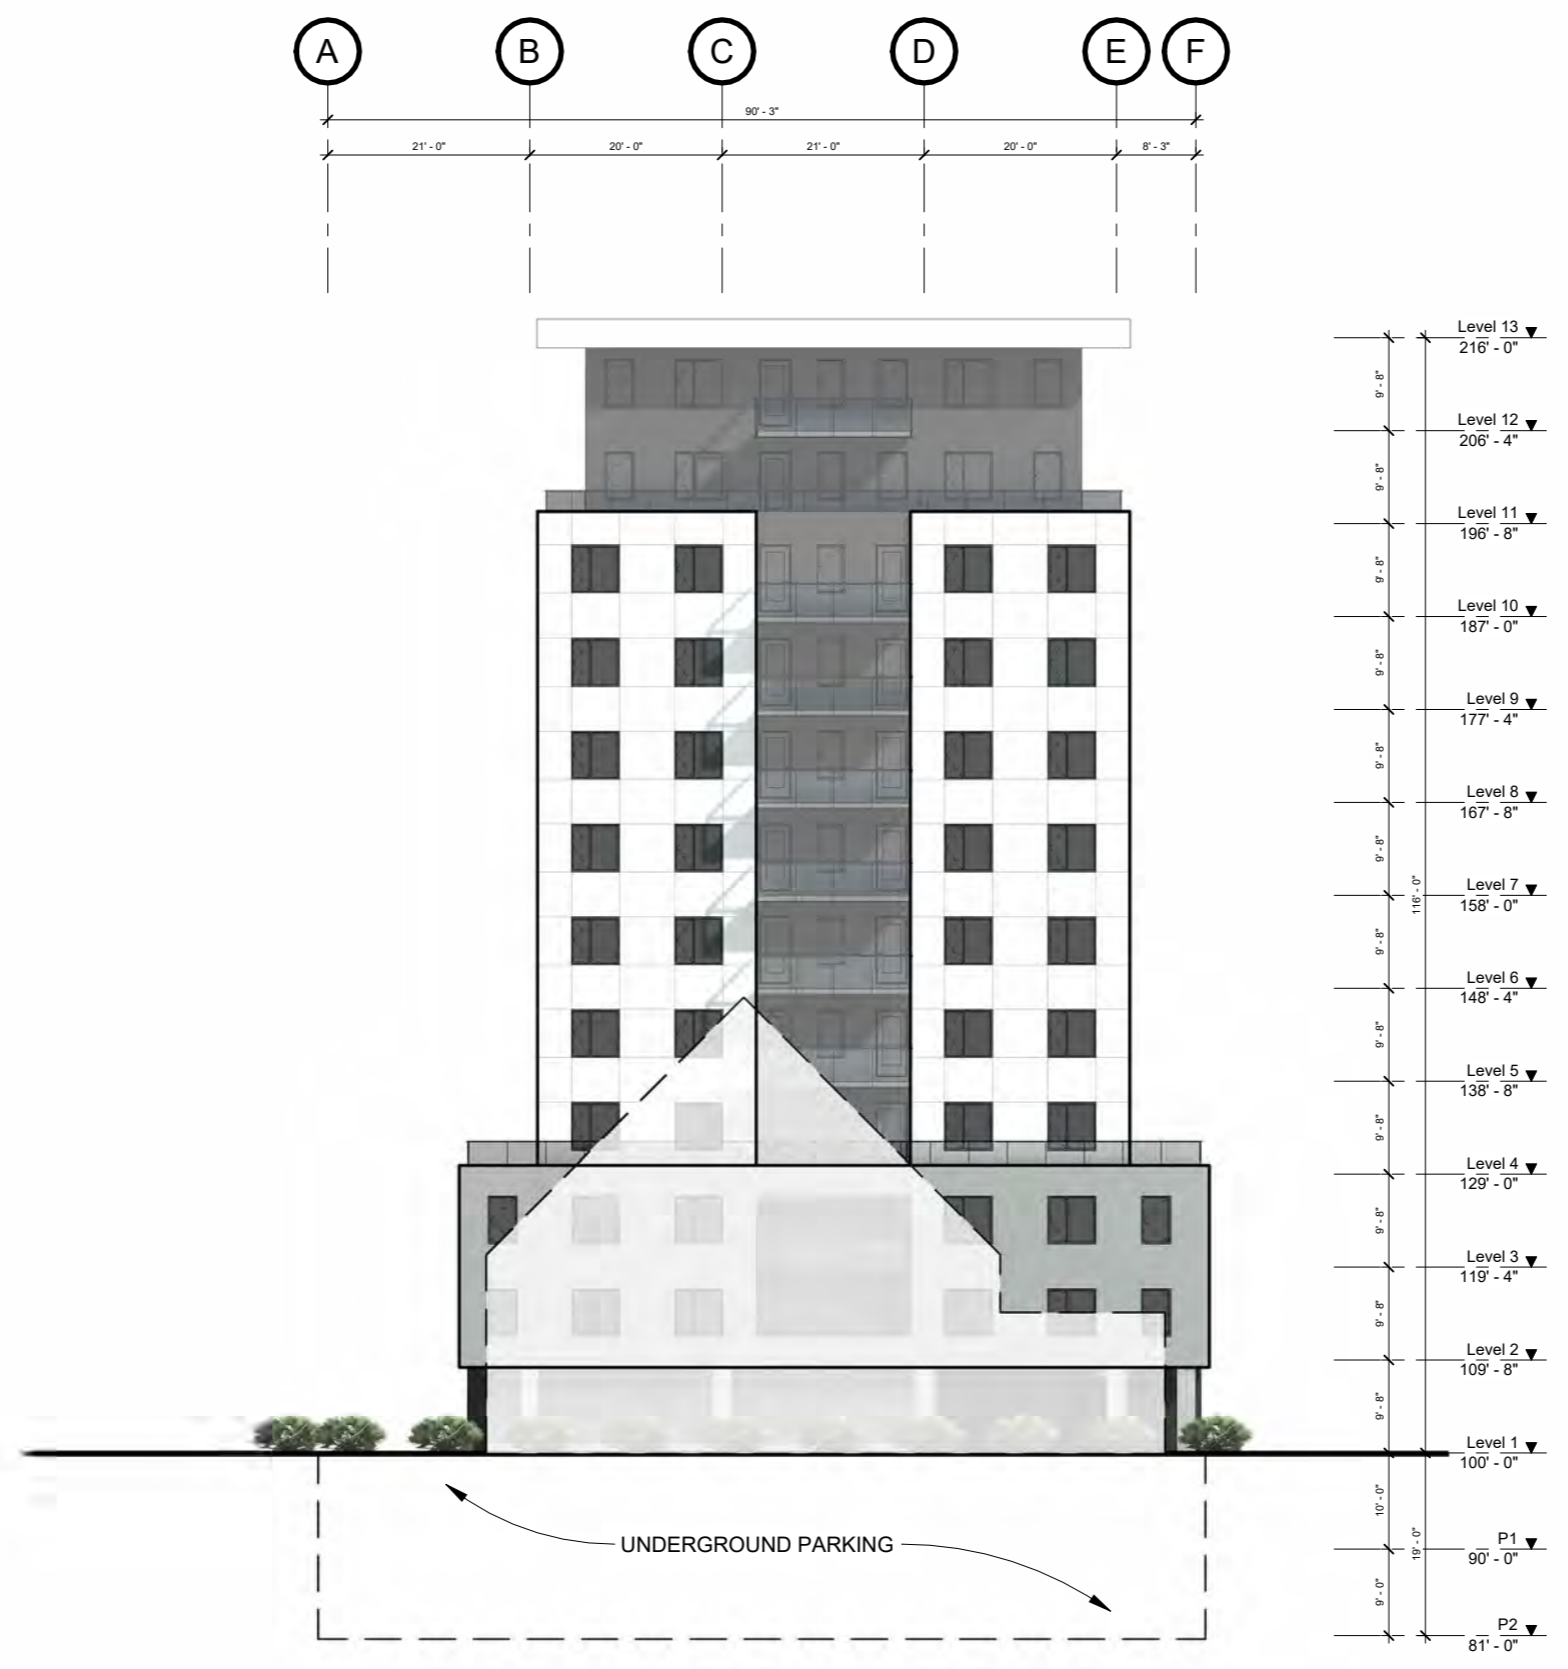 A B C D E F
90' - 3"
21' - 0" 20' - 0" 21' - 0" 20' - 0" 8' - 3"
Level 13
216' - 0"
9' - 8"
Level 12
206' - 4"
9' - 8"
Level 11
196' - 8"
9' - 8"
Level 10
187' - 0"
9' - 8"
Level 9
177' - 4"
9' - 8"
Level 8
167' - 8"
9' - 8"
Level 7
158' - 0"
116' - 0"
9' - 8"
Level 6
148' - 4"
9' - 8"
Level 5
138' - 8"
9' - 8"
Level 4
129' - 0"
9' - 8"
Level 3
119' - 4"
9' - 8"
Level 2
109' - 8"
9' - 8"
Level 1
100' - 0"
10' - 0"
UNDERGROUND PARKING
19' - 0"
P1
90' - 0"
9' - 0"
P2
81' - 0"